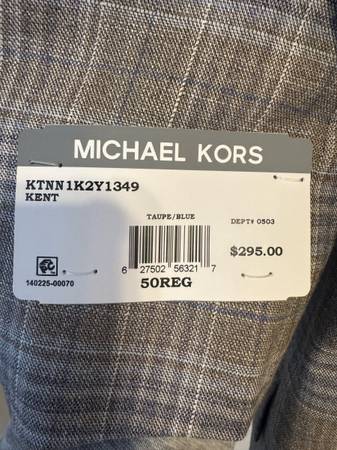 MICHAEL KORS
KTNN1K2Y1349
KENT
TAUPE/BLUE
DEPT# 0503
$295.00
6 27502 56321 7
140225-00070
50REG